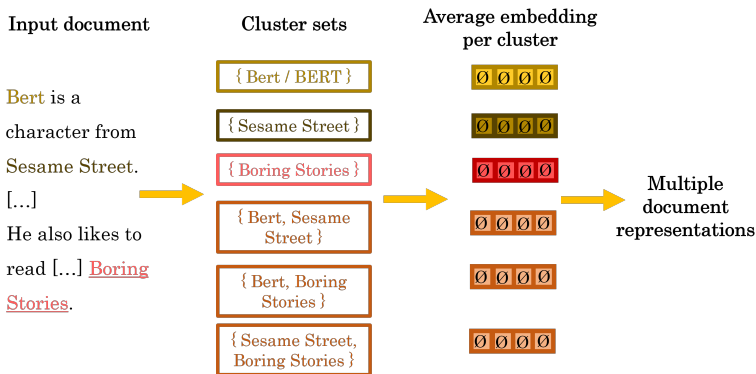 Input document
Bert is a
character from
Sesame Street.
[...]
He also likes to
read [...] Boring
Stories.
Cluster sets
{ Bert / BERT }
{ Sesame Street }
{ Boring Stories }
{ Bert, Sesame
Street }
{ Bert, Boring
Stories }
{ Sesame Street,
Boring Stories }
Average embedding
per cluster
Ø Ø Ø Ø
Ø Ø Ø Ø
Ø Ø Ø Ø
Ø Ø Ø Ø
Ø Ø Ø Ø
Ø Ø Ø Ø
Multiple
document
representations